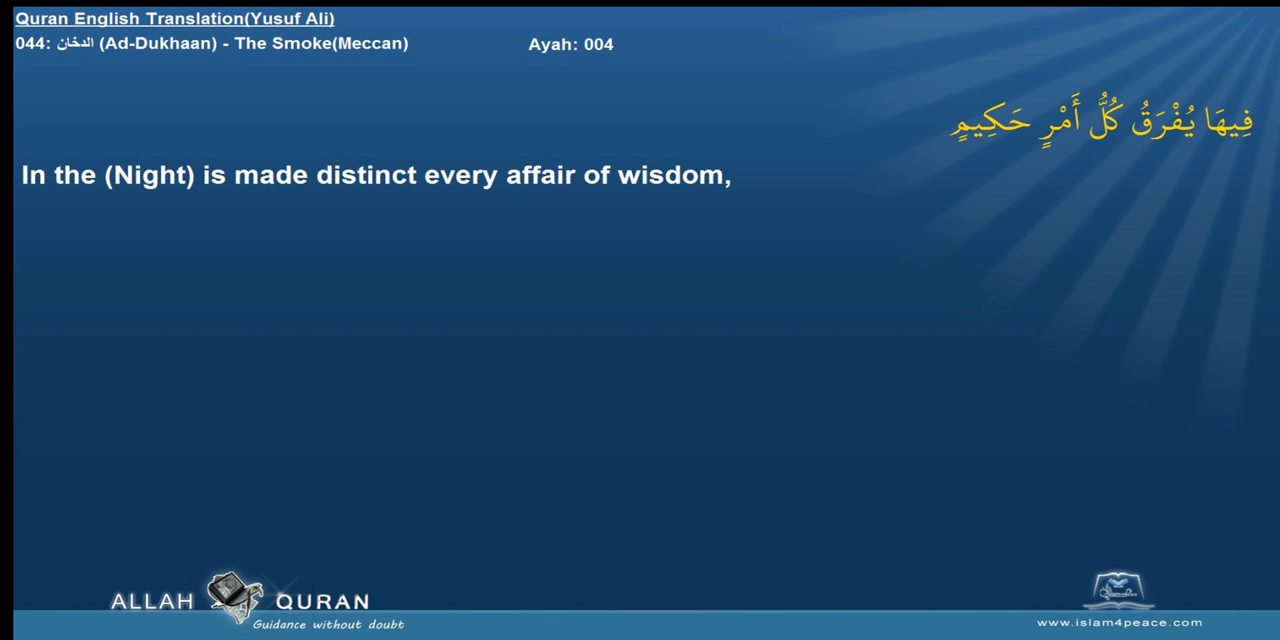 Quran English Translation(Yusuf Ali)
044: الدخان (Ad-Dukhaan) - The Smoke(Meccan) Ayah: 004
فِيهَا يُفْرَقُ كُلُّ أَمْرٍ حَكِيمٍ
In the (Night) is made distinct every affair of wisdom,
ALLAH QURAN
Guidance without doubt
www.islam4peace.com